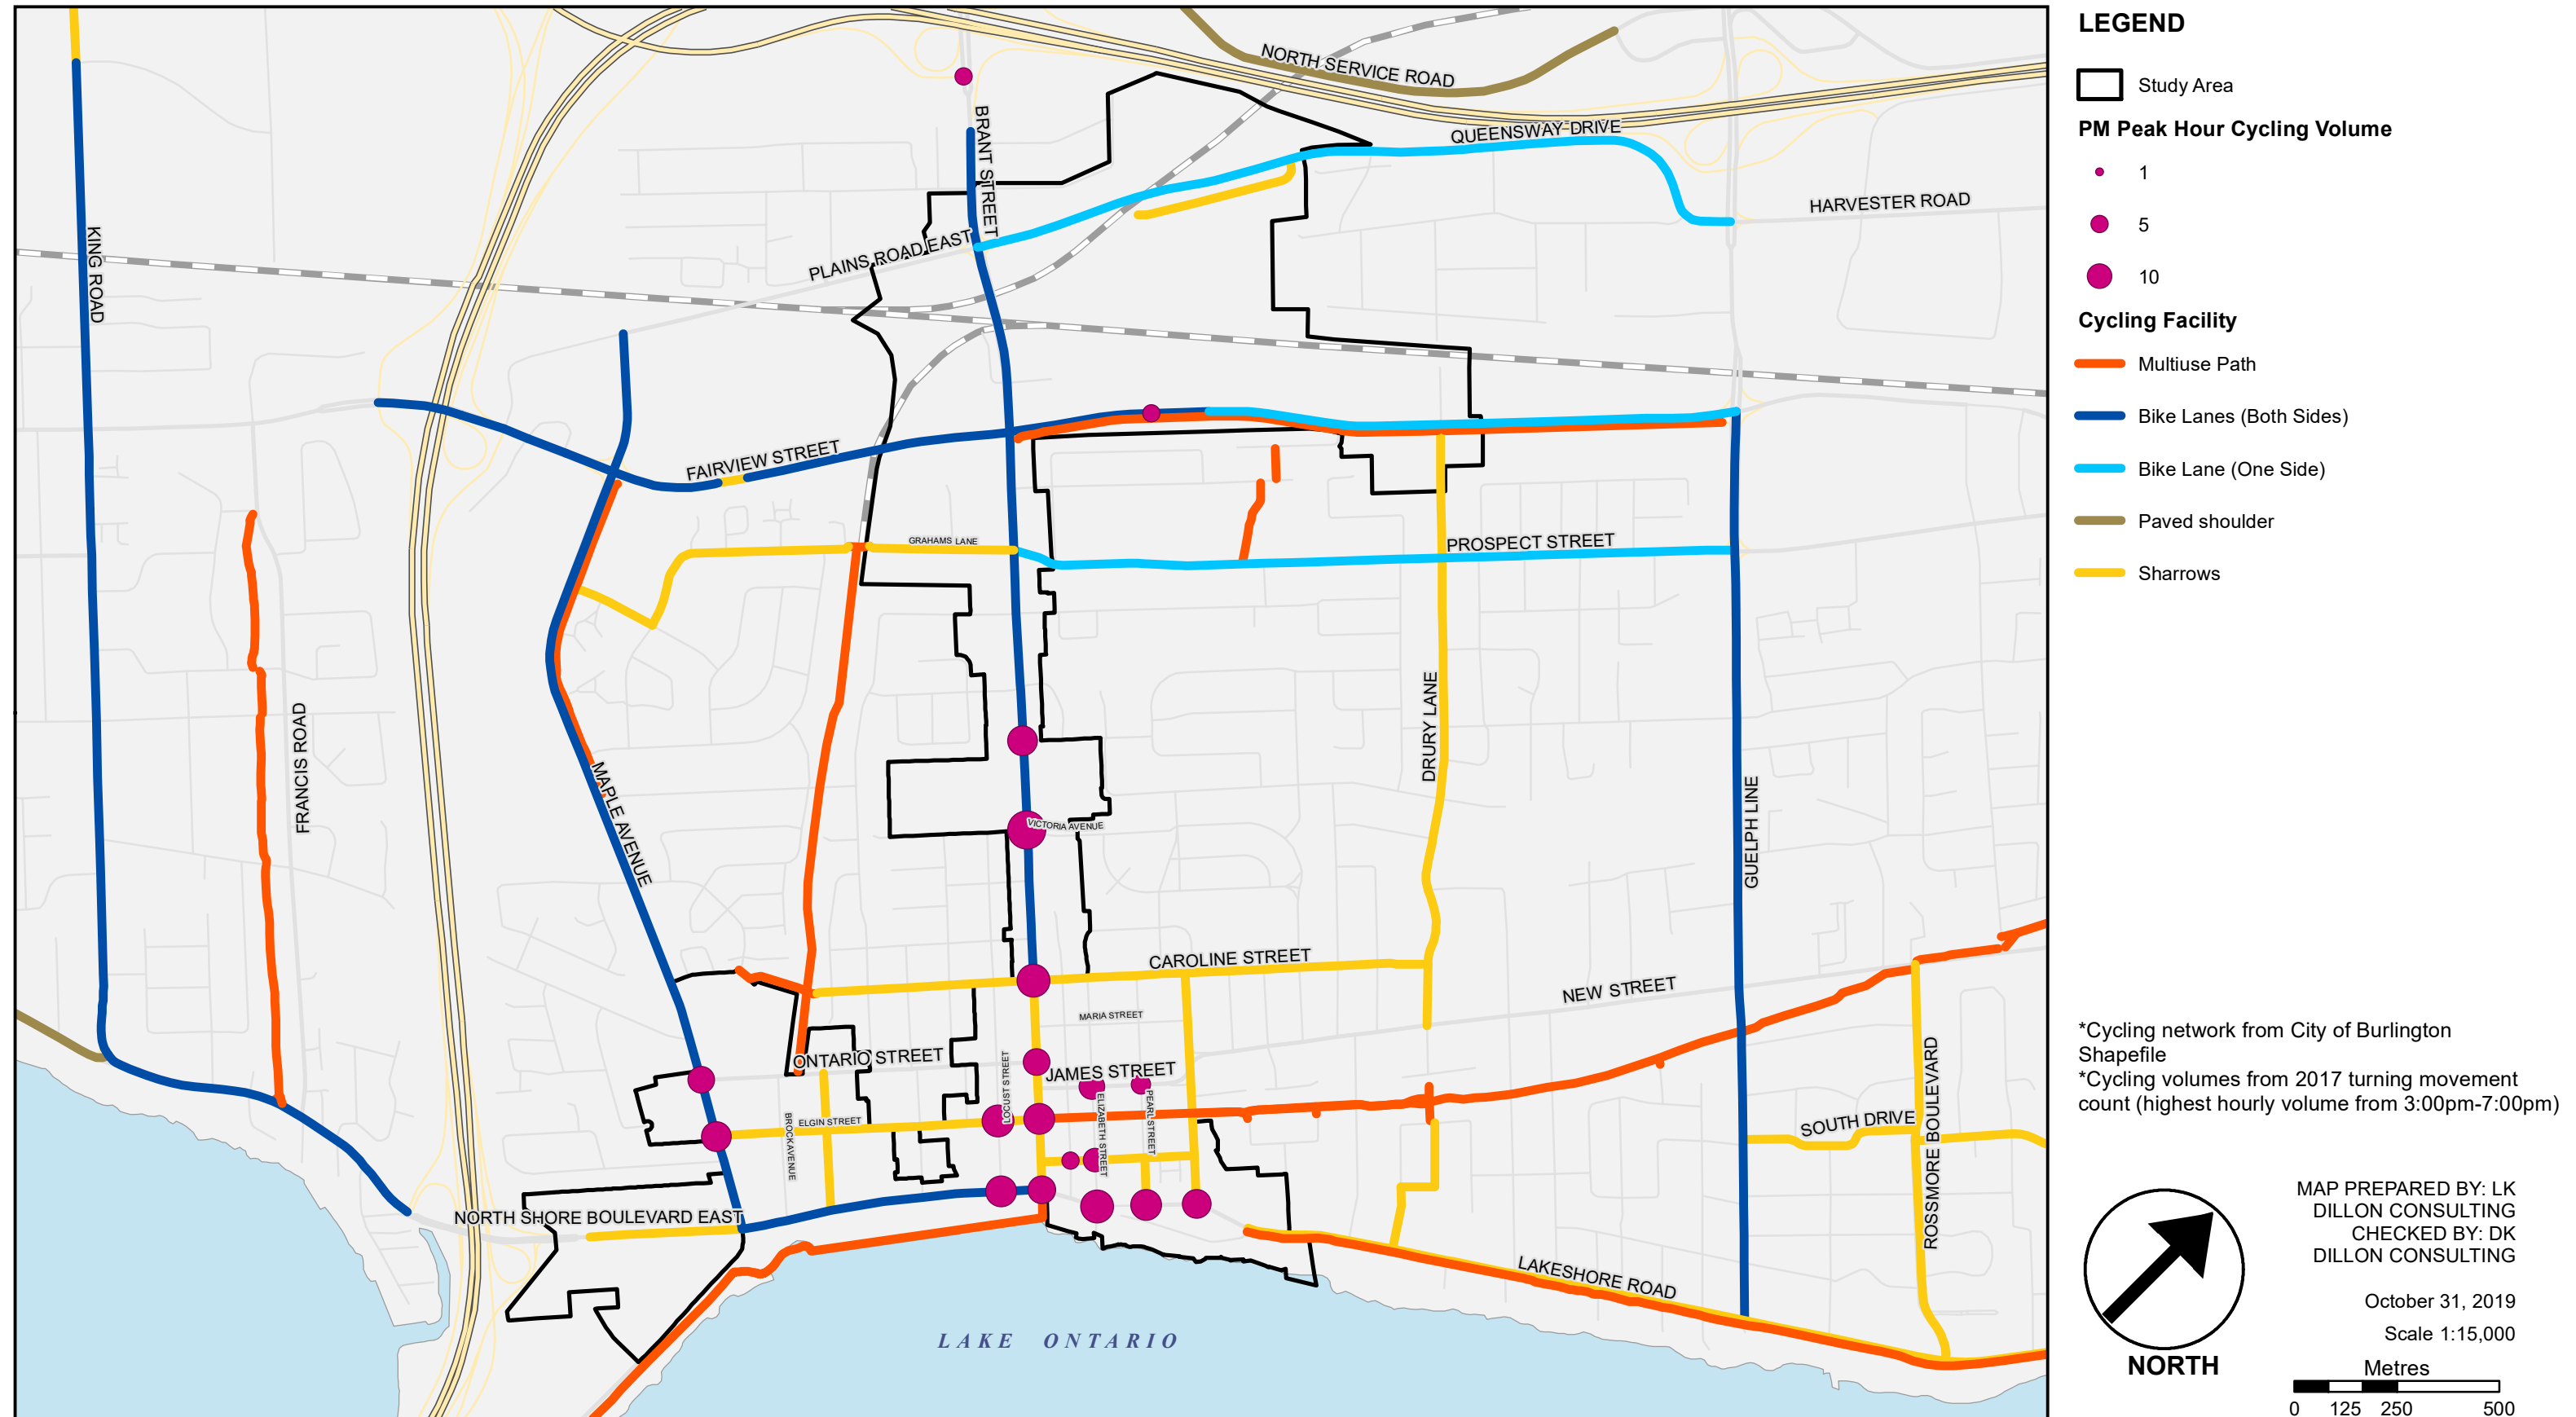 LEGEND
Study Area
PM Peak Hour Cycling Volume
1
5
10
Cycling Facility
Multiuse Path
Bike Lanes (Both Sides)
Bike Lane (One Side)
Paved shoulder
Sharrows
NORTH SERVICE ROAD
BRANT STREET
QUEENSWAY DRIVE
HARVESTER ROAD
KING ROAD
PLAINS ROAD EAST
FAIRVIEW STREET
GRAHAMS LANE
PROSPECT STREET
FRANCIS ROAD
MAPLE AVENUE
DRURY LANE
GUELPH LINE
VICTORIA AVENUE
CAROLINE STREET
NEW STREET
MARIA STREET
ONTARIO STREET
LOCUST STREET
JAMES STREET
ELIZABETH STREET
PEARL STREET
BROCK AVENUE
ELGIN STREET
SOUTH DRIVE
ROSSMORE BOULEVARD
NORTH SHORE BOULEVARD EAST
LAKESHORE ROAD
LAKE ONTARIO
*Cycling network from City of Burlington
Shapefile
*Cycling volumes from 2017 turning movement
count (highest hourly volume from 3:00pm-7:00pm)
MAP PREPARED BY: LK
DILLON CONSULTING
CHECKED BY: DK
DILLON CONSULTING
October 31, 2019
Scale 1:15,000
NORTH
Metres
0 125 250 500